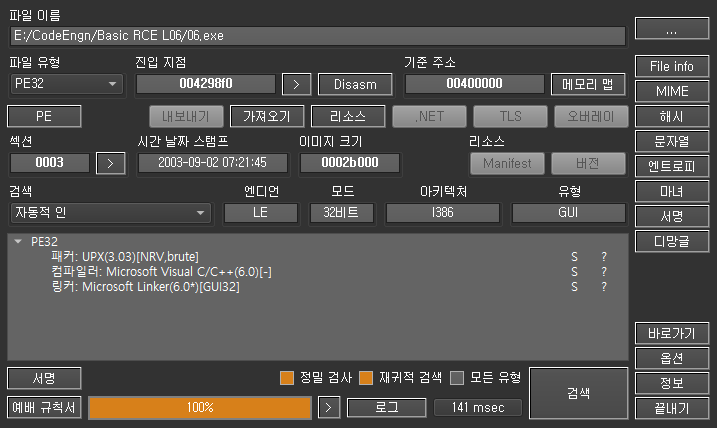 파일 이름
E:/CodeEngn/Basic RCE L06/06.exe
...
파일 유형 진입 지점 기준 주소
PE32 004298f0 > Disasm 00400000 메모리 맵
File info
MIME
PE 내보내기 가져오기 리소스 .NET TLS 오버레이
해시
섹션 시간 날짜 스탬프 이미지 크기 리소스
문자열
0003 > 2003-09-02 07:21:45 0002b000 Manifest 버전
엔트로피
검색 엔디언 모드 아키텍처 유형
마녀
자동적 인 LE 32비트 I386 GUI
서명
디망글
PE32
패커: UPX(3.03)[NRV,brute] S ?
컴파일러: Microsoft Visual C/C++(6.0)[-] S ?
링커: Microsoft Linker(6.0*)[GUI32] S ?
바로가기
옵션
서명 정밀 검사 재귀적 검색 모든 유형 검색
정보
예배 규칙서 100% > 로그 141 msec
끝내기